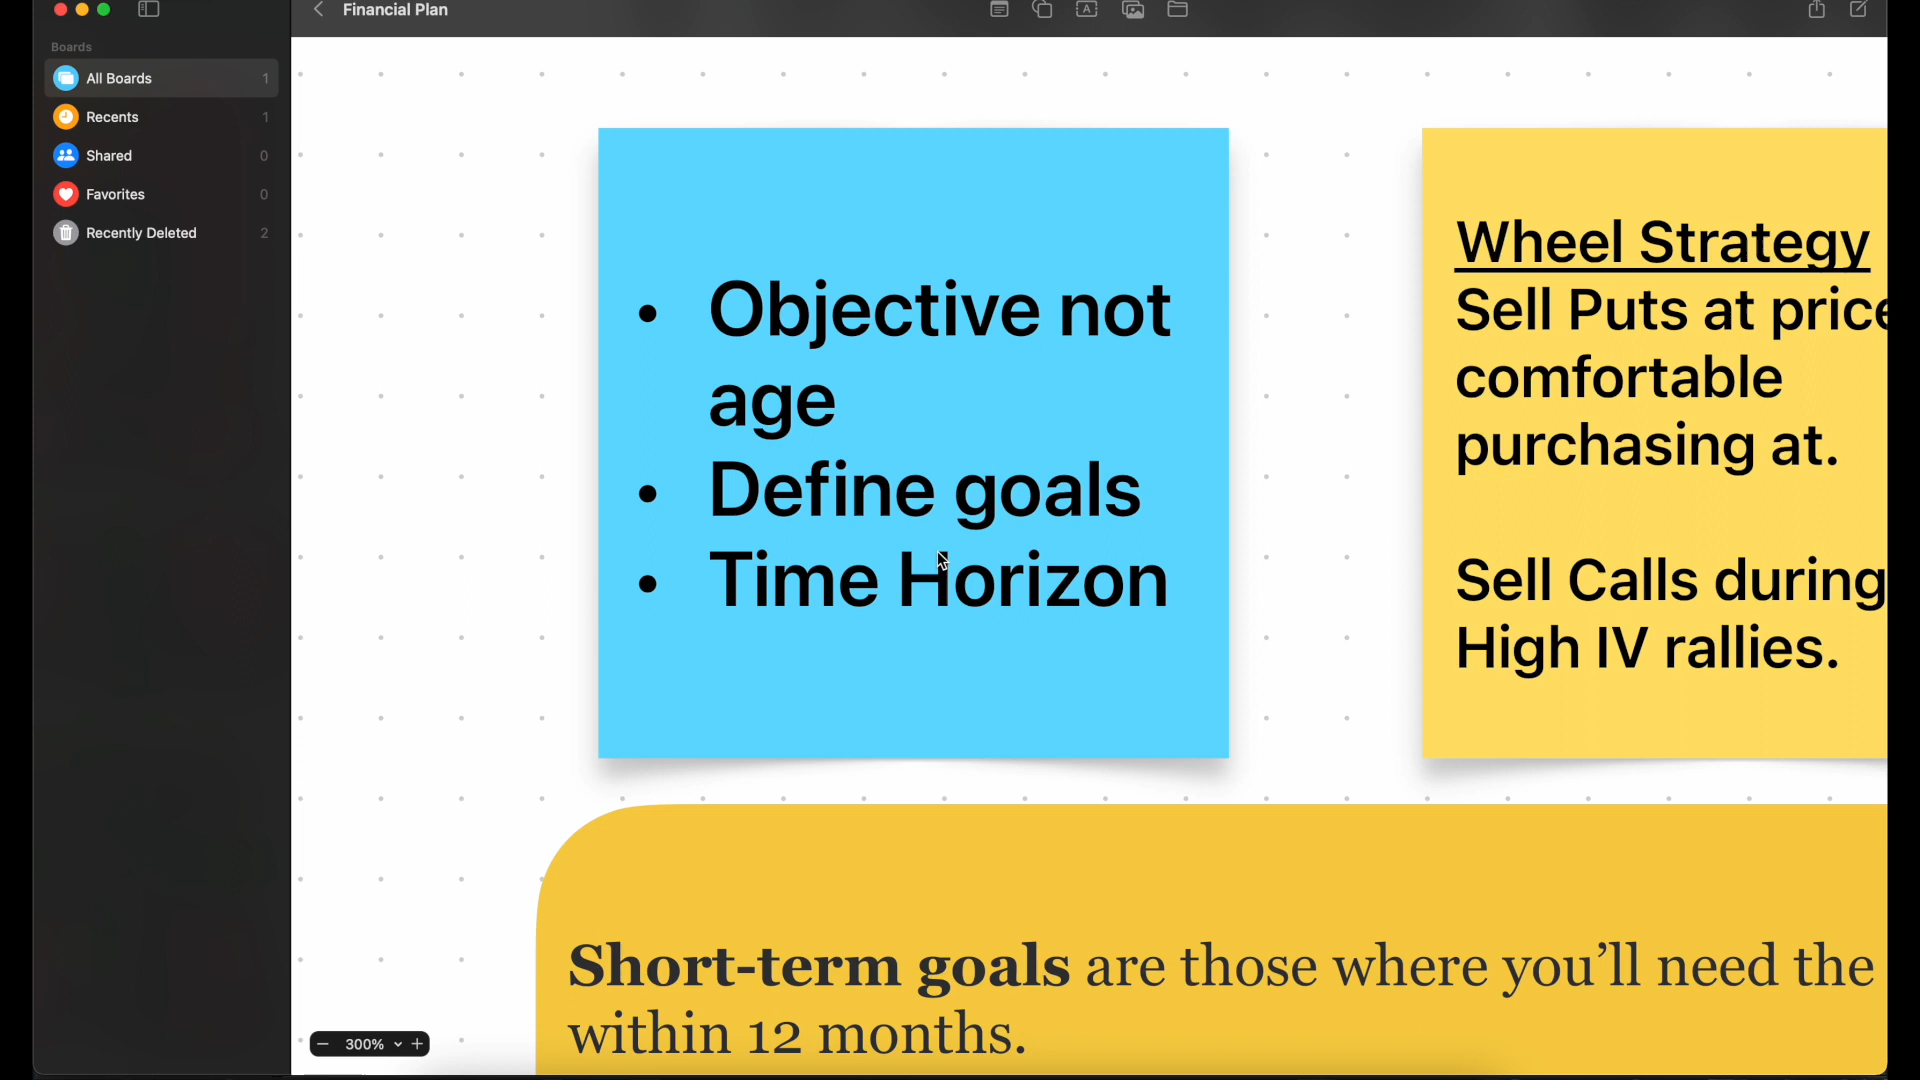 Financial Plan
Boards
All Boards 1
Recents 1
Shared 0
Favorites 0
Recently Deleted 2
• Objective not
age
• Define goals
• Time Horizon
Wheel Strategy
Sell Puts at price
comfortable
purchasing at.
Sell Calls during
High IV rallies.
Short-term goals are those where you’ll need the
within 12 months.
300%